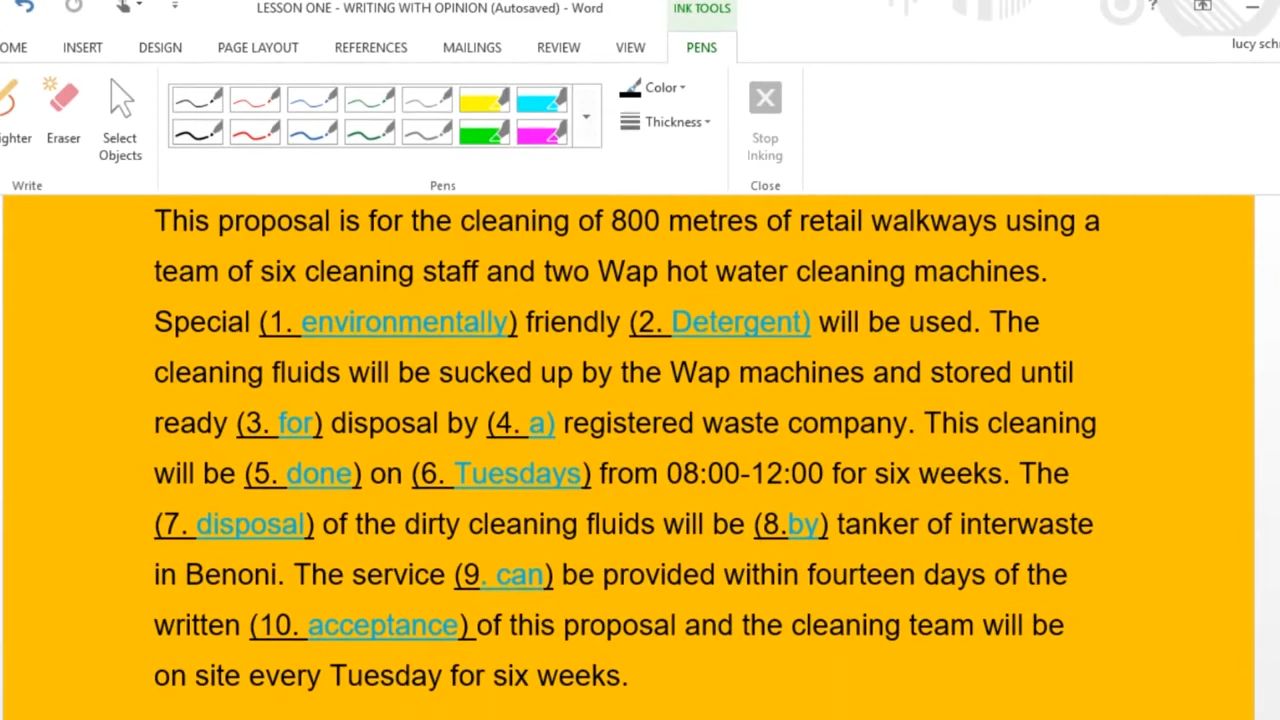 LESSON ONE - WRITING WITH OPINION (Autosaved) - Word
INK TOOLS
?
OME INSERT DESIGN PAGE LAYOUT REFERENCES MAILINGS REVIEW VIEW PENS
lucy sch
ghter Eraser Select Objects
Color
Thickness
Stop Inking
Write Pens Close
This proposal is for the cleaning of 800 metres of retail walkways using a
team of six cleaning staff and two Wap hot water cleaning machines.
Special (1. environmentally) friendly (2. Detergent) will be used. The
cleaning fluids will be sucked up by the Wap machines and stored until
ready (3. for) disposal by (4. a) registered waste company. This cleaning
will be (5. done) on (6. Tuesdays) from 08:00-12:00 for six weeks. The
(7. disposal) of the dirty cleaning fluids will be (8.by) tanker of interwaste
in Benoni. The service (9. can) be provided within fourteen days of the
written (10. acceptance) of this proposal and the cleaning team will be
on site every Tuesday for six weeks.